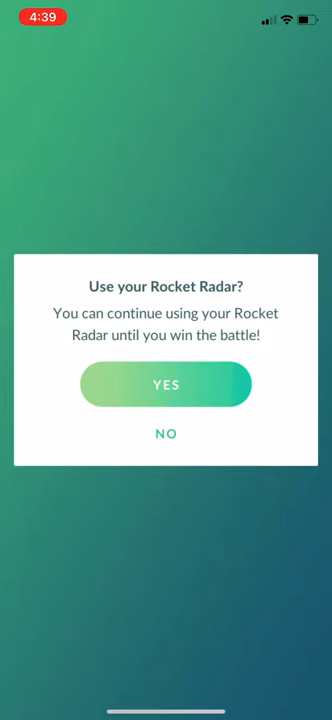 4:39
Use your Rocket Radar?
You can continue using your Rocket
Radar until you win the battle!
YES
NO